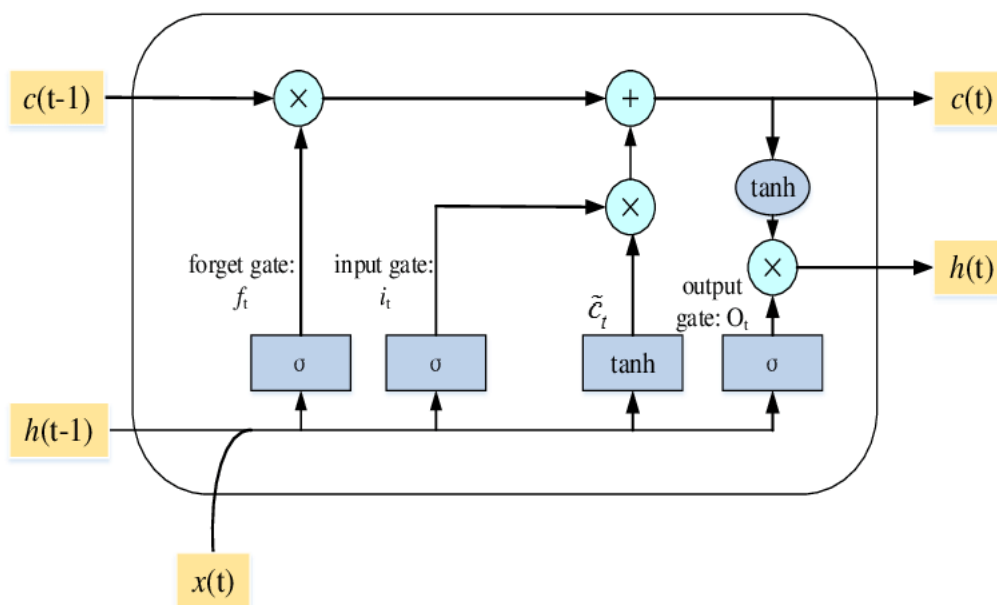 c(t-1)
×
+
c(t)
tanh
×
forget gate:
fₜ
input gate:
iₜ
c̃ₜ
output
gate: Oₜ
×
h(t)
σ
σ
tanh
σ
h(t-1)
x(t)